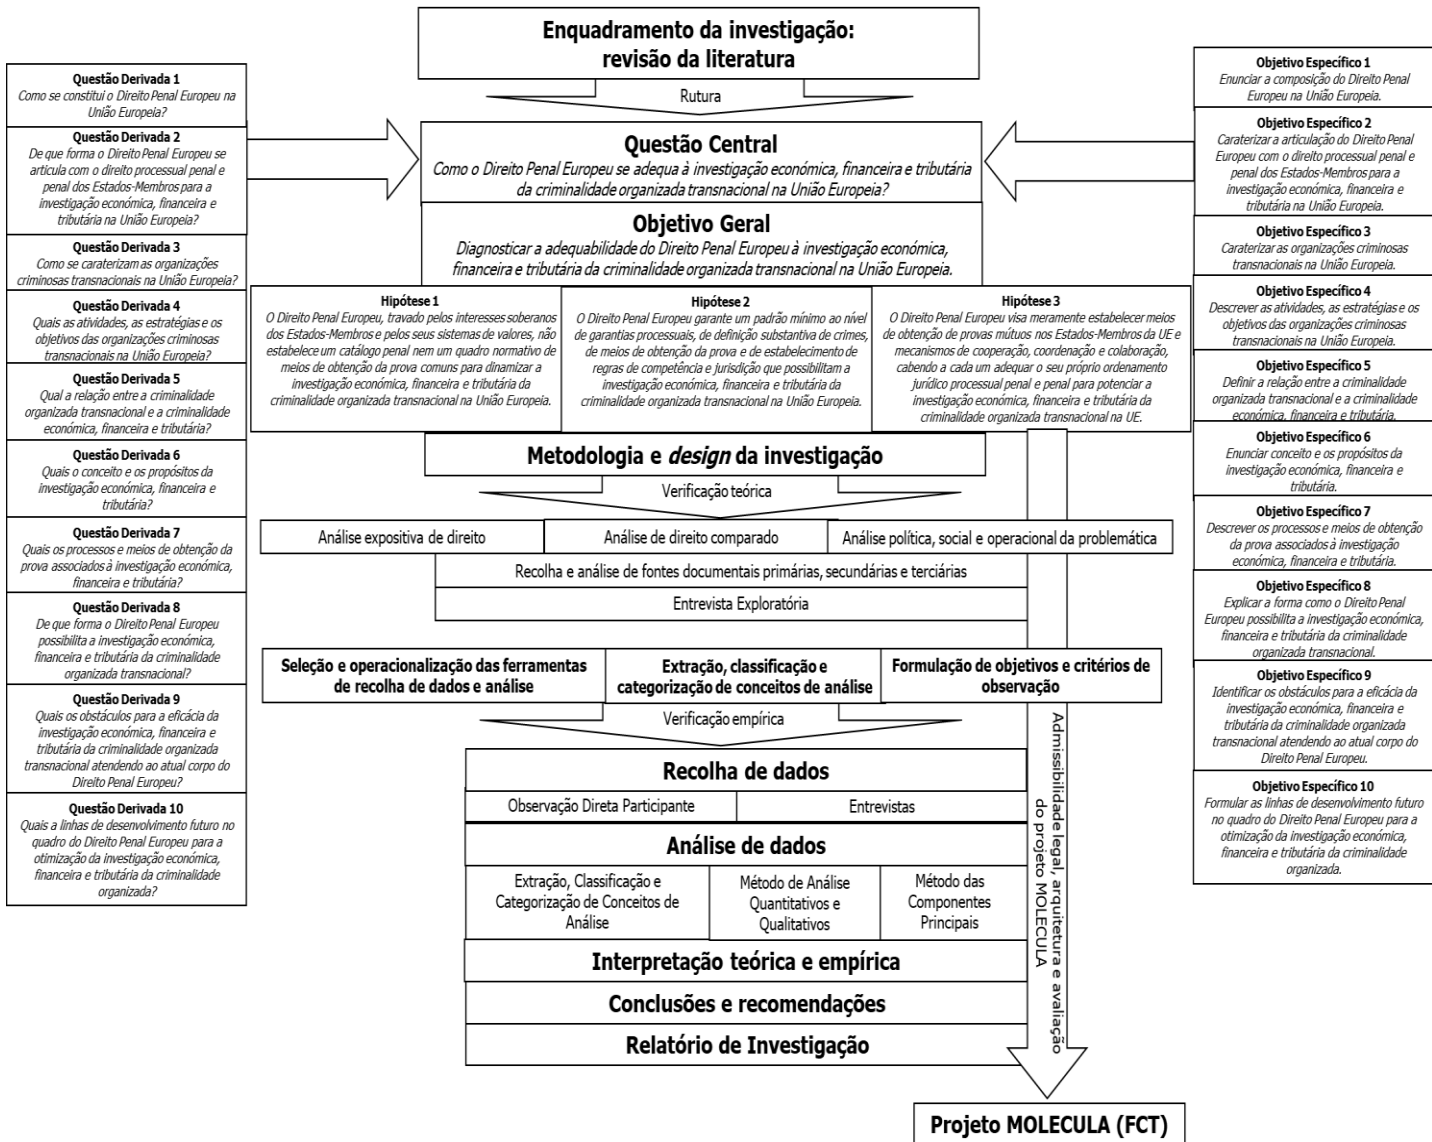 Enquadramento da investigação:
revisão da literatura
Rutura
Questão Derivada 1
Como se constitui o Direito Penal Europeu na
União Europeia?
Questão Derivada 2
De que forma o Direito Penal Europeu se
articula com o direito processual penal e
penal dos Estados-Membros para a
investigação económica, financeira e
tributária na União Europeia?
Questão Derivada 3
Como se caraterizam as organizações
criminosas transnacionais na União Europeia?
Questão Derivada 4
Quais as atividades, as estratégias e os
objetivos das organizações criminosas
transnacionais na União Europeia?
Questão Derivada 5
Qual a relação entre a criminalidade
organizada transnacional e a criminalidade
económica, financeira e tributária?
Questão Derivada 6
Quais o conceito e os propósitos da
investigação económica, financeira e
tributária?
Questão Derivada 7
Quais os processos e meios de obtenção da
prova associados à investigação económica,
financeira e tributária?
Questão Derivada 8
De que forma o Direito Penal Europeu
possibilita a investigação económica,
financeira e tributária da criminalidade
organizada transnacional?
Questão Derivada 9
Quais os obstáculos para a eficácia da
investigação económica, financeira e
tributária da criminalidade organizada
transnacional atendendo ao atual corpo do
Direito Penal Europeu?
Questão Derivada 10
Quais a linhas de desenvolvimento futuro no
quadro do Direito Penal Europeu para a
otimização da investigação económica,
financeira e tributária da criminalidade
organizada?
Questão Central
Como o Direito Penal Europeu se adequa à investigação económica, financeira e tributária
da criminalidade organizada transnacional na União Europeia?
Objetivo Geral
Diagnosticar a adequabilidade do Direito Penal Europeu à investigação económica,
financeira e tributária da criminalidade organizada transnacional na União Europeia.
Hipótese 1
O Direito Penal Europeu, travado pelos interesses soberanos
dos Estados-Membros e pelos seus sistemas de valores, não
estabelece um catálogo penal nem um quadro normativo de
meios de obtenção da prova comuns para dinamizar a
investigação económica, financeira e tributária da
criminalidade organizada transnacional na União Europeia.
Hipótese 2
O Direito Penal Europeu garante um padrão mínimo ao nível
de garantias processuais, de definição substantiva de crimes,
de meios de obtenção da prova e de estabelecimento de
regras de competência e Jurisdição que possibilitam a
investigação económica, financeira e tributária da
criminalidade organizada transnacional na União Europeia.
Hipótese 3
O Direito Penal Europeu visa meramente estabelecer meios
de obtenção de provas mútuos nos Estados-Membros da UE e
mecanismos de cooperação, coordenação e colaboração,
cabendo a cada um adequar o seu próprio ordenamento
jurídico processual penal e penal para potenciar a
investigação económica, financeira e tributária da
criminalidade organizada transnacional na UE.
Metodologia e design da investigação
Verificação teórica
Análise expositiva de direito
Análise de direito comparado
Análise política, social e operacional da problemática
Recolha e análise de fontes documentais primárias, secundárias e terciárias
Entrevista Exploratória
Seleção e operacionalização das ferramentas
de recolha de dados e análise
Extração, classificação e
categorização de conceitos de análise
Formulação de objetivos e critérios de
observação
Verificação empírica
Recolha de dados
Observação Direta Participante
Entrevistas
Análise de dados
Extração, Classificação e
Categorização de Conceitos de
Análise
Método de Análise
Quantitativos e
Qualitativos
Método das
Componentes
Principais
Interpretação teórica e empírica
Conclusões e recomendações
Relatório de Investigação
Admissibilidade legal, arquitetura e avaliação
do projeto MOLECULA
Projeto MOLECULA (FCT)
Objetivo Específico 1
Enunciar a composição do Direito Penal
Europeu na União Europeia.
Objetivo Específico 2
Caraterizar a articulação do Direito Penal
Europeu com o direito processual penal e
penal dos Estados-Membros para a
investigação económica, financeira e
tributária na União Europeia.
Objetivo Específico 3
Caraterizar as organizações criminosas
transnacionais na União Europeia.
Objetivo Específico 4
Descrever as atividades, as estratégias e os
objetivos das organizações criminosas
transnacionais na União Europeia.
Objetivo Específico 5
Definir a relação entre a criminalidade
organizada transnacional e a criminalidade
económica, financeira e tributária.
Objetivo Específico 6
Enunciar conceito e os propósitos da
investigação económica, financeira e
tributária.
Objetivo Específico 7
Descrever os processos e meios de obtenção
da prova associados à investigação
económica, financeira e tributária.
Objetivo Específico 8
Explicar a forma como o Direito Penal
Europeu possibilita a investigação económica,
financeira e tributária da criminalidade
organizada transnacional.
Objetivo Específico 9
Identificar os obstáculos para a eficácia da
investigação económica, financeira e
tributária da criminalidade organizada
transnacional atendendo ao atual corpo do
Direito Penal Europeu.
Objetivo Específico 10
Formular as linhas de desenvolvimento futuro
no quadro do Direito Penal Europeu para a
otimização da investigação económica,
financeira e tributária da criminalidade
organizada.